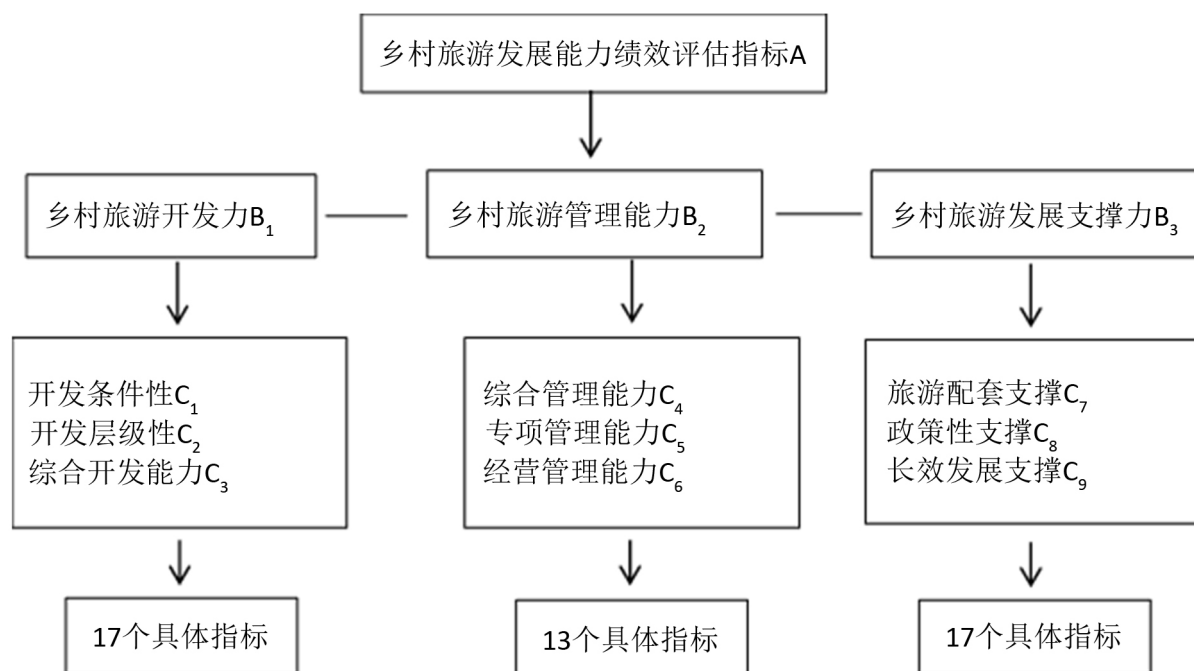 乡村旅游发展能力绩效评估指标A
乡村旅游开发力B₁
乡村旅游管理能力B₂
乡村旅游发展支撑力B₃
开发条件性C₁
开发层级性C₂
综合开发能力C₃
综合管理能力C₄
专项管理能力C₅
经营管理能力C₆
旅游配套支撑C₇
政策性支撑C₈
长效发展支撑C₉
17个具体指标
13个具体指标
17个具体指标